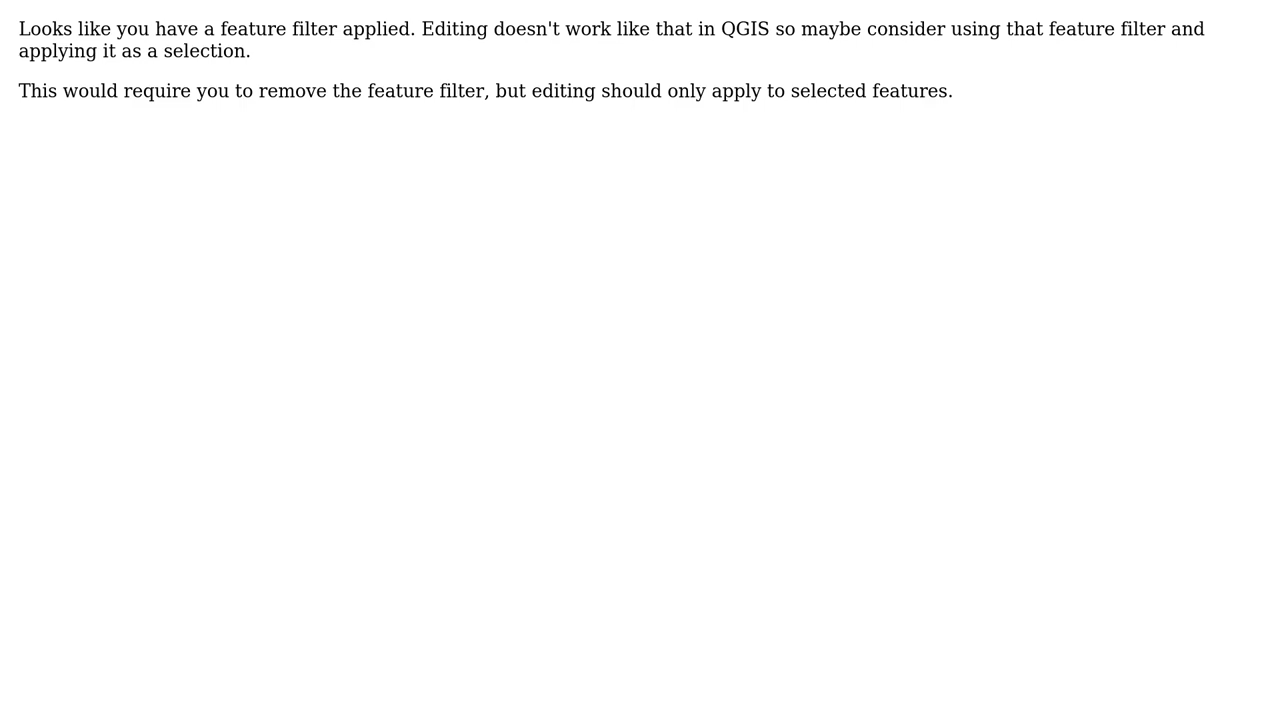 Looks like you have a feature filter applied. Editing doesn't work like that in QGIS so maybe consider using that feature filter and
applying it as a selection.
This would require you to remove the feature filter, but editing should only apply to selected features.